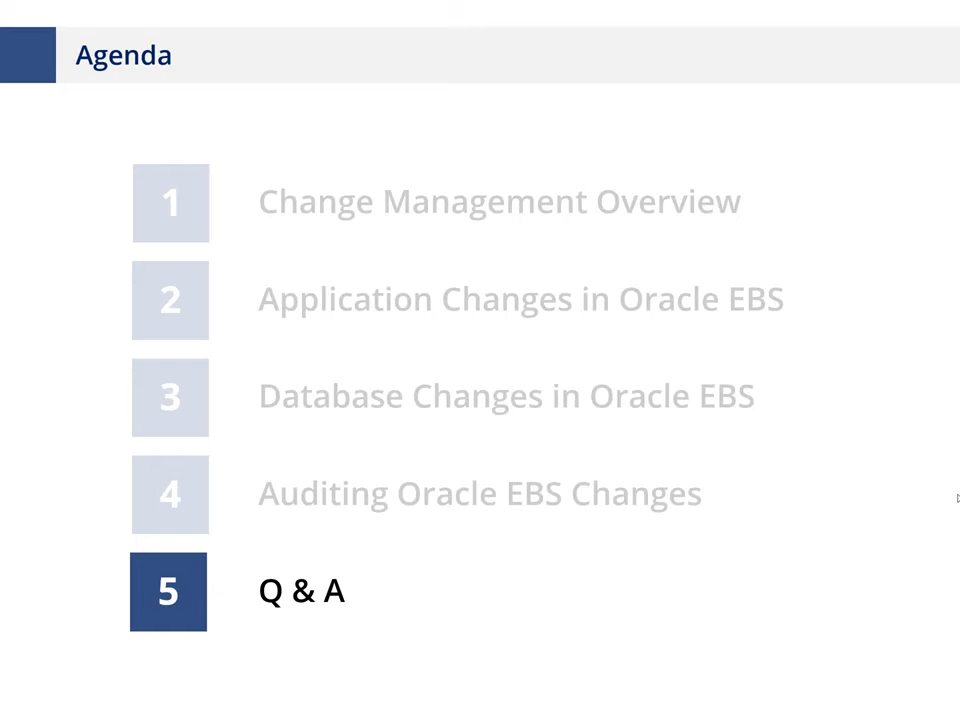 Agenda
1 Change Management Overview
2 Application Changes in Oracle EBS
3 Database Changes in Oracle EBS
4 Auditing Oracle EBS Changes
5 Q & A